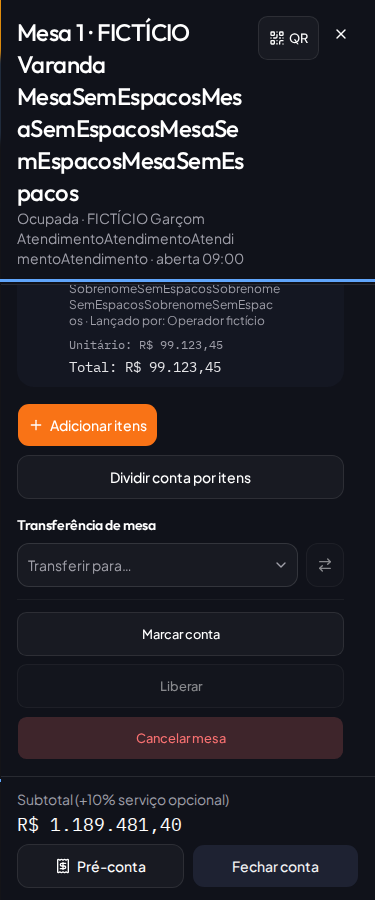 Mesa 1 · FICTÍCIO
Varanda
MesaSemEspacosMes
aSemEspacosMesaSe
mEspacosMesaSemEs
pacos
QR
Ocupada · FICTÍCIO Garçom
AtendimentoAtendimentoAtendi
mentoAtendimento · aberta 09:00
SobrenomeSemEspacosSobrenome
SemEspacosSobrenomeSemEspac
os · Lançado por: Operador fictício
Unitário: R$ 99.123,45
Total: R$ 99.123,45
+ Adicionar itens
Dividir conta por itens
Transferência de mesa
Transferir para...
Marcar conta
Liberar
Cancelar mesa
Subtotal (+10% serviço opcional)
R$ 1.189.481,40
Pré-conta
Fechar conta